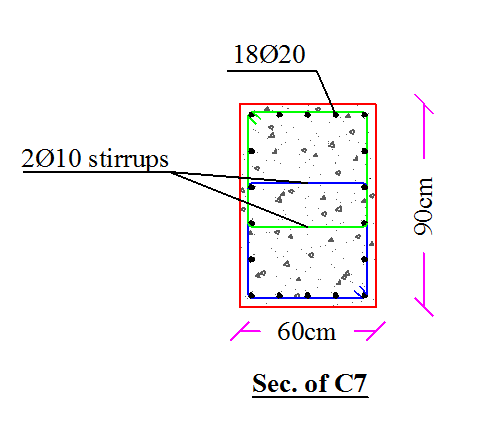 18Ø20
2Ø10 stirrups
90cm
60cm
Sec. of C7